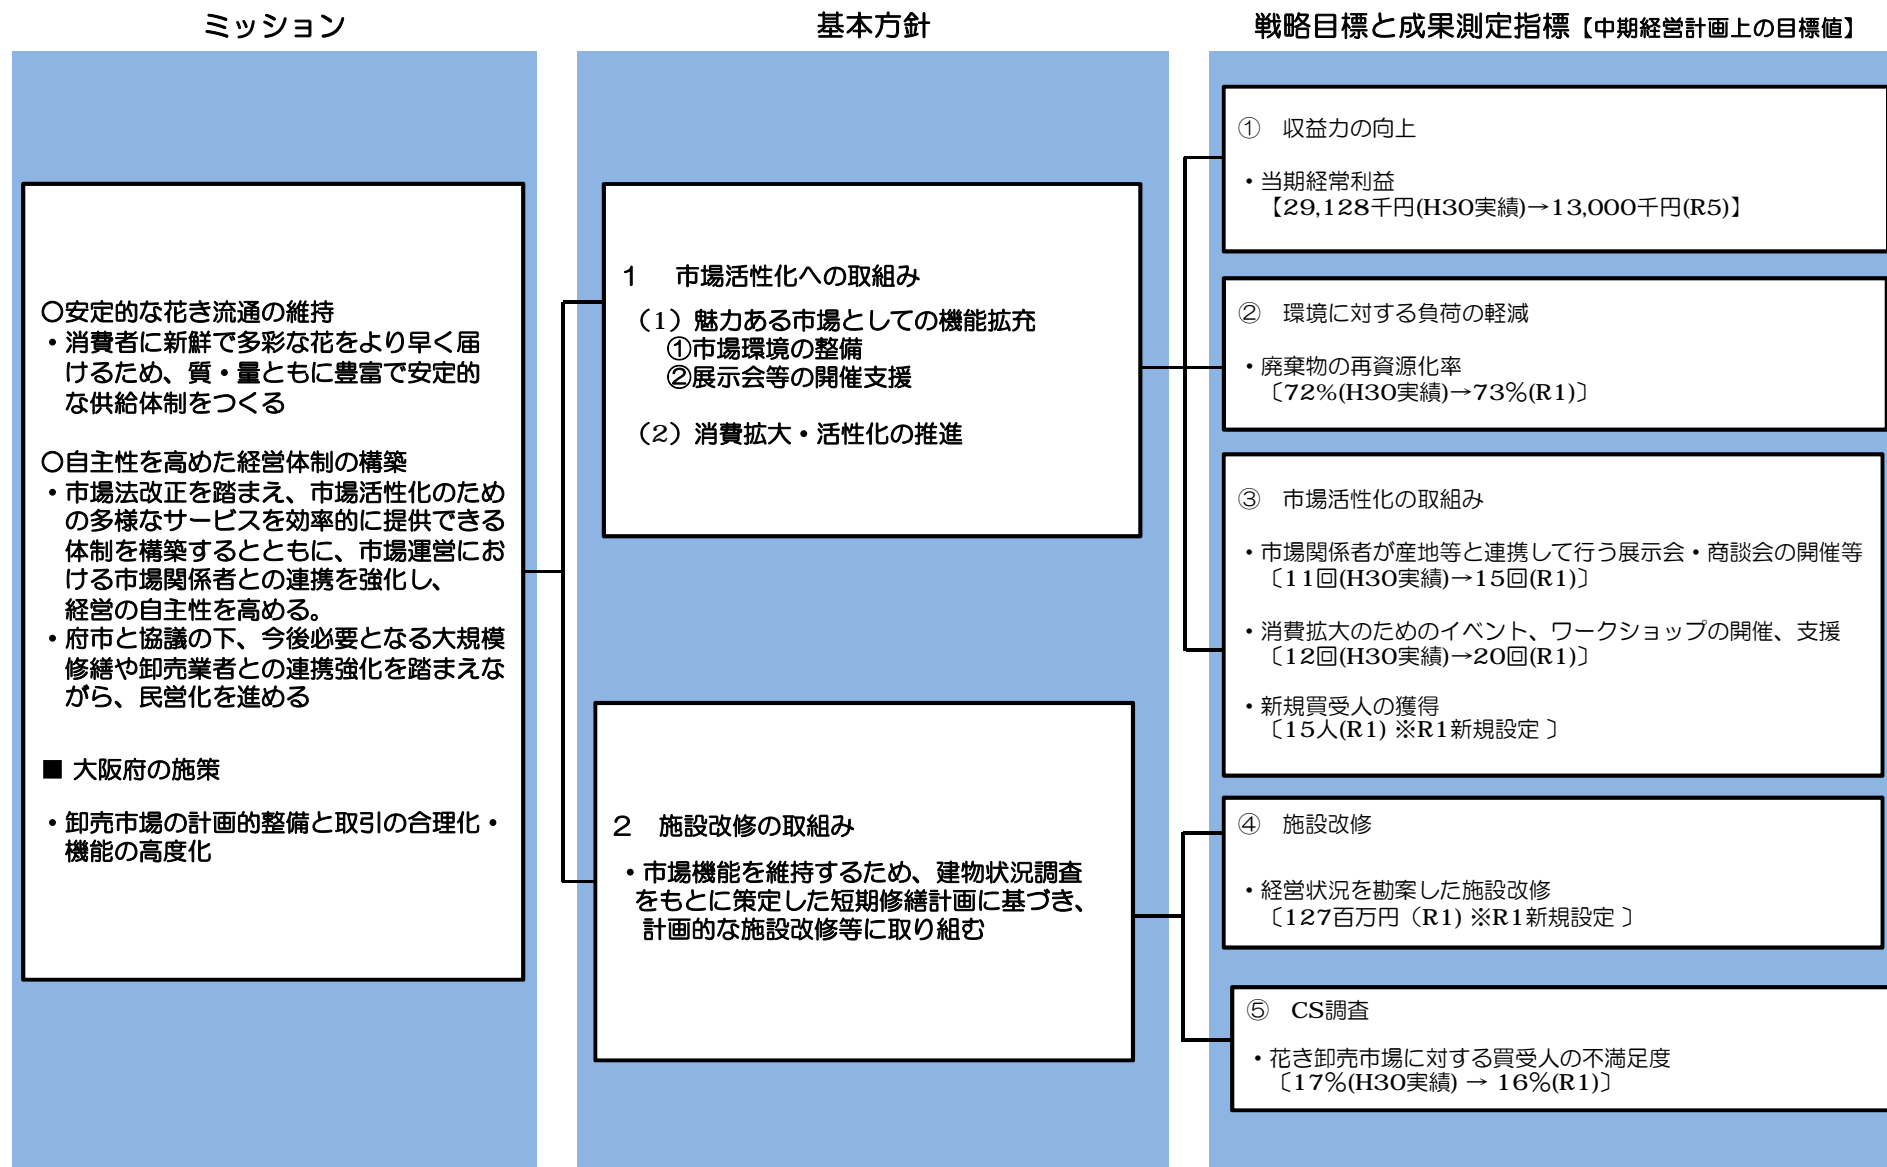 ミッション
基本方針
戦略目標と成果測定指標【中期経営計画上の目標値】
〇安定的な花き流通の維持
・消費者に新鮮で多彩な花をより早く届
けるため、質・量ともに豊富で安定的
な供給体制をつくる
〇自主性を高めた経営体制の構築
・市場法改正を踏まえ、市場活性化のため
の多様なサービスを効率的に提供できる
体制を構築するとともに、市場運営にお
ける市場関係者との連携を強化し、
経営の自主性を高める。
・府市と協議の下、今後必要となる大規模
修繕や卸売業者との連携強化を踏まえな
がら、民営化を進める
■ 大阪府の施策
・卸売市場の計画的整備と取引の合理化・
機能の高度化
１　市場活性化への取組み
（1）魅力ある市場としての機能拡充
①市場環境の整備
②展示会等の開催支援
（2）消費拡大・活性化の推進
２　施設改修の取組み
・市場機能を維持するため、建物状況調査
をもとに策定した短期修繕計画に基づき、
計画的な施設改修等に取り組む
①　収益力の向上
・当期経常利益
【29,128千円(H30実績)→13,000千円(R5)】
②　環境に対する負荷の軽減
・廃棄物の再資源化率
〔72%(H30実績)→73％(R1)〕
③　市場活性化の取組み
・市場関係者が産地等と連携して行う展示会・商談会の開催等
〔11回(H30実績)→15回(R1)〕
・消費拡大のためのイベント、ワークショップの開催、支援
〔12回(H30実績)→20回(R1)〕
・新規買受人の獲得
〔15人(R1) ※R1新規設定 〕
④　施設改修
・経営状況を勘案した施設改修
〔127百万円（R1) ※R1新規設定 〕
⑤　CS調査
・花き卸売市場に対する買受人の不満足度
〔17％(H30実績) → 16％(R1)〕